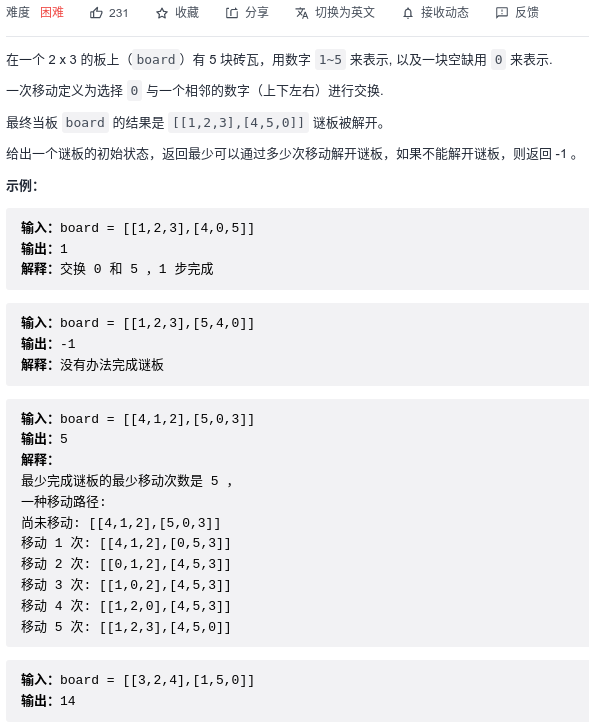 难度 困难 231 收藏 分享 切换为英文 接收动态 反馈
在一个 2 x 3 的板上（board）有 5 块砖瓦，用数字 1~5 来表示, 以及一块空缺用 0 来表示.
一次移动定义为选择 0 与一个相邻的数字（上下左右）进行交换.
最终当板 board 的结果是 [[1,2,3],[4,5,0]] 谜板被解开。
给出一个谜板的初始状态，返回最少可以通过多少次移动解开谜板，如果不能解开谜板，则返回 -1 。
示例：
输入：board = [[1,2,3],[4,0,5]]
输出：1
解释：交换 0 和 5 ，1 步完成
输入：board = [[1,2,3],[5,4,0]]
输出：-1
解释：没有办法完成谜板
输入：board = [[4,1,2],[5,0,3]]
输出：5
解释：
最少完成谜板的最少移动次数是 5 ，
一种移动路径:
尚未移动: [[4,1,2],[5,0,3]]
移动 1 次: [[4,1,2],[0,5,3]]
移动 2 次: [[0,1,2],[4,5,3]]
移动 3 次: [[1,0,2],[4,5,3]]
移动 4 次: [[1,2,0],[4,5,3]]
移动 5 次: [[1,2,3],[4,5,0]]
输入：board = [[3,2,4],[1,5,0]]
输出：14